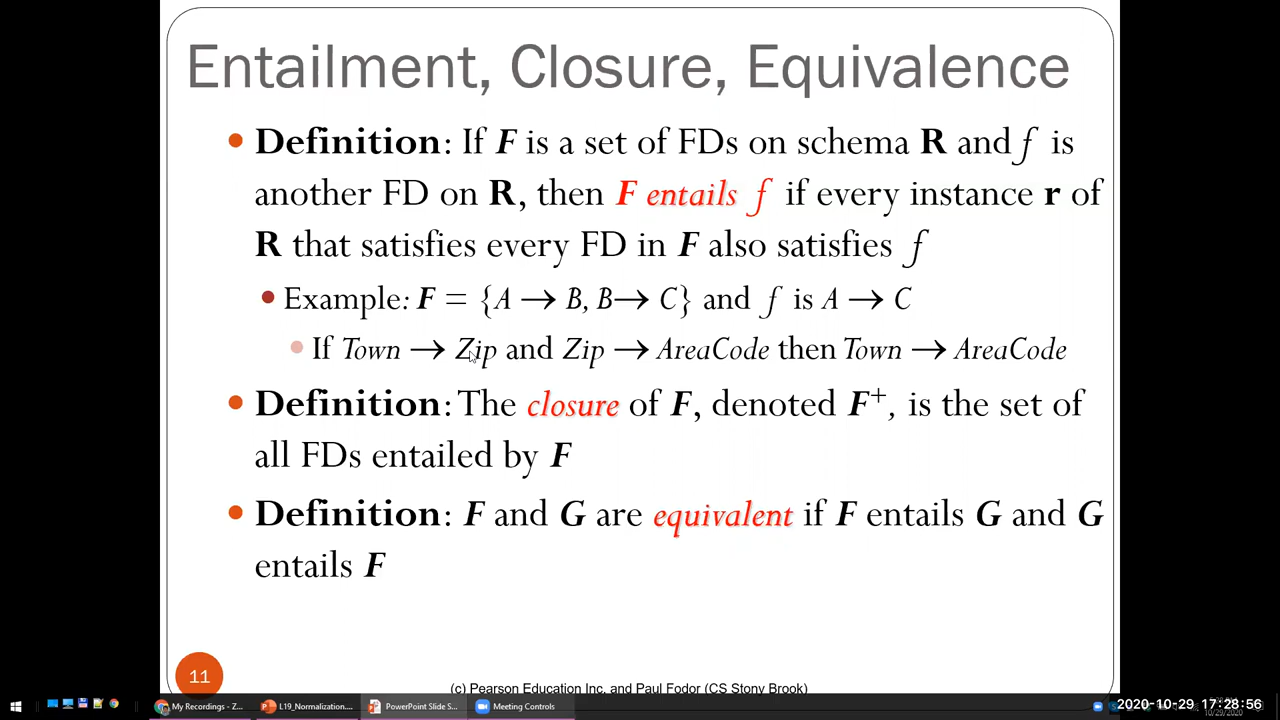 Entailment, Closure, Equivalence
• Definition: If F is a set of FDs on schema R and f is
another FD on R, then F entails f if every instance r of
R that satisfies every FD in F also satisfies f
• Example: F = {A → B, B→ C} and f is A → C
• If Town → Zip and Zip → AreaCode then Town → AreaCode
• Definition: The closure of F, denoted F⁺, is the set of
all FDs entailed by F
• Definition: F and G are equivalent if F entails G and G
entails F
11
(c) Pearson Education Inc. and Paul Fodor (CS Stony Brook)
My Recordings - Z...
L19_Normalization....
PowerPoint Slide S...
Meeting Controls
2020-10-29 17:28:56
10/29/2020